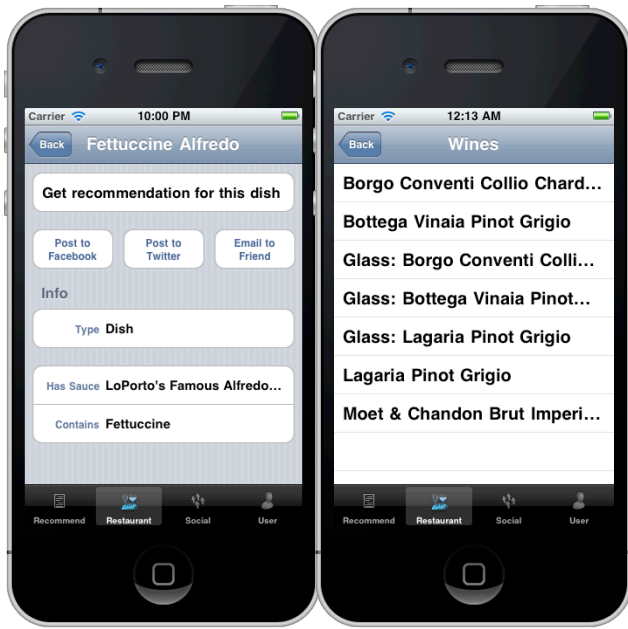 Carrier 10:00 PM
Back Fettuccine Alfredo
Get recommendation for this dish
Post to Facebook
Post to Twitter
Email to Friend
Info
Type Dish
Has Sauce LoPorto's Famous Alfredo...
Contains Fettuccine
Recommend Restaurant Social User
Carrier 12:13 AM
Back Wines
Borgo Conventi Collio Chard...
Bottega Vinaia Pinot Grigio
Glass: Borgo Conventi Colli...
Glass: Bottega Vinaia Pinot...
Glass: Lagaria Pinot Grigio
Lagaria Pinot Grigio
Moet & Chandon Brut Imperi...
Recommend Restaurant Social User